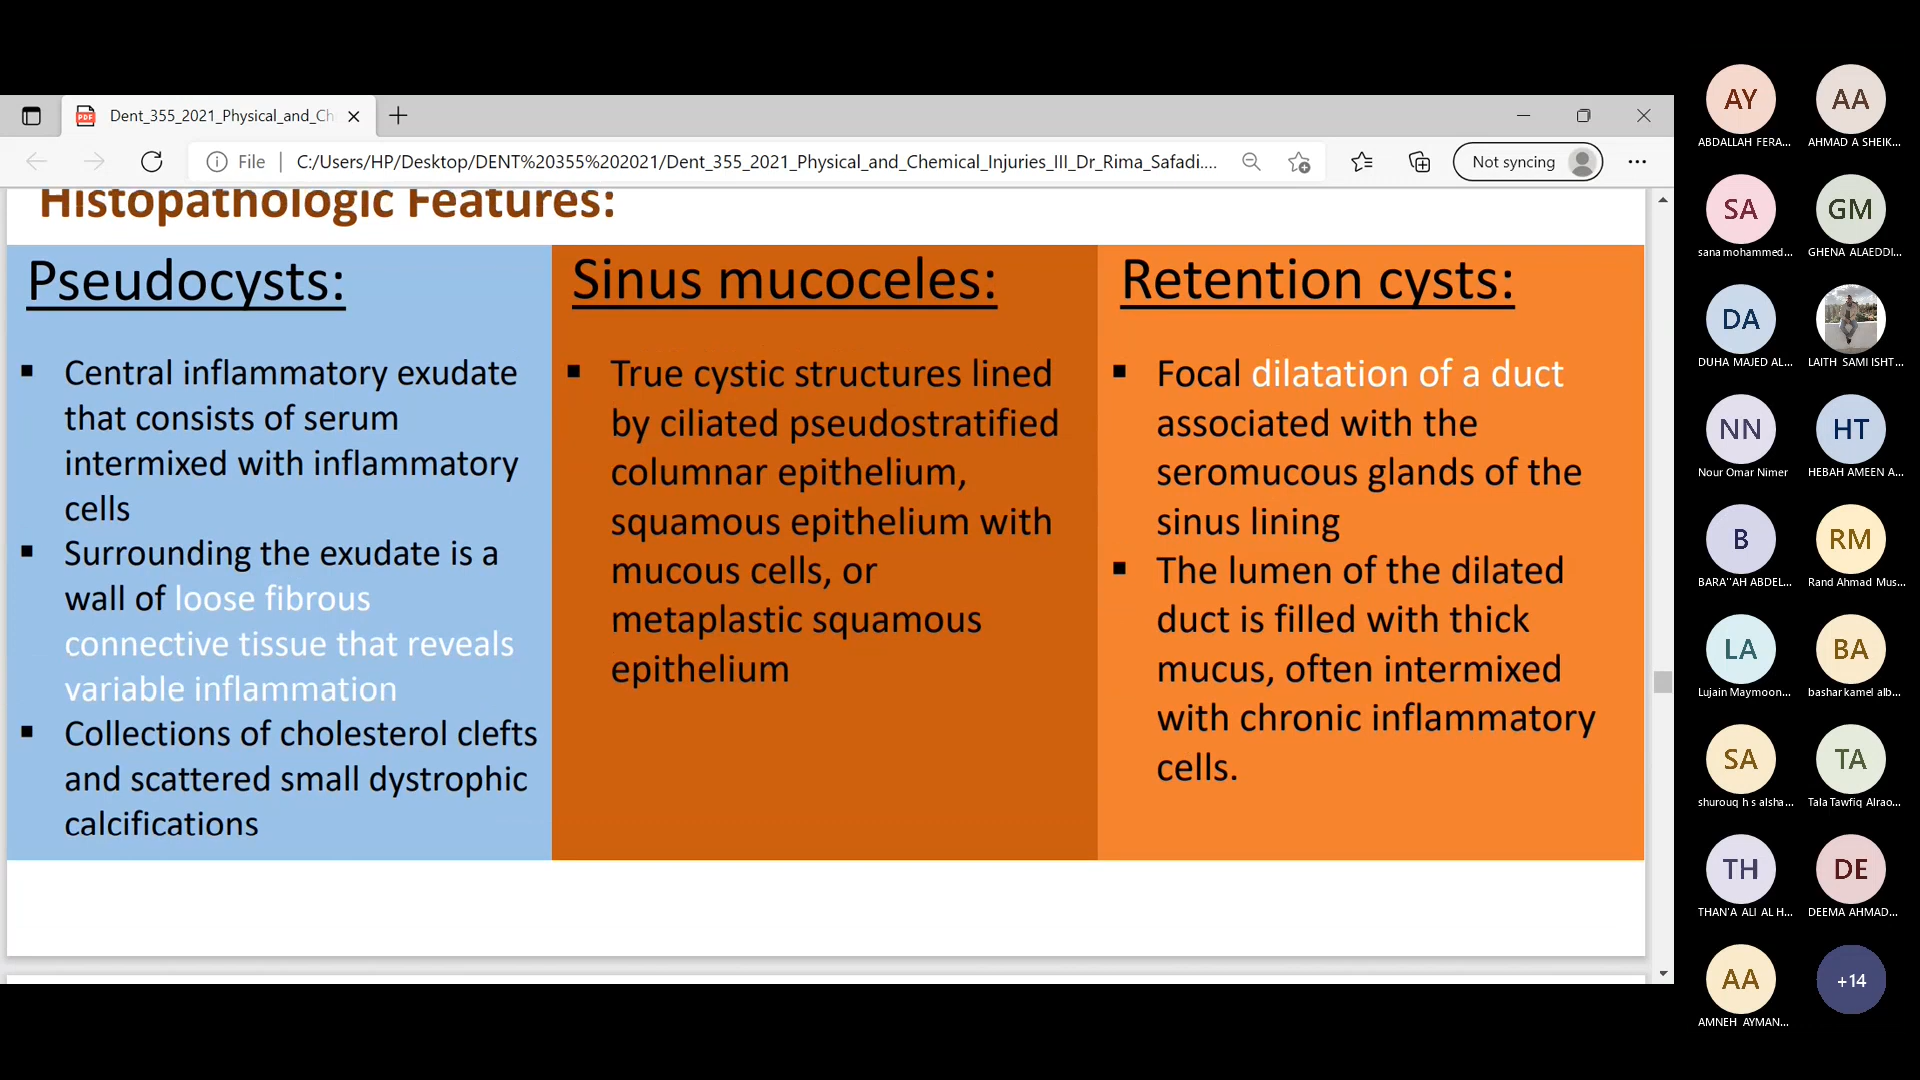 Dent_355_2021_Physical_and_Ch
File
C:/Users/HP/Desktop/DENT%20355%202021/Dent_355_2021_Physical_and_Chemical_Injuries_III_Dr_Rima_Safadi....
Not syncing
Histopathologic Features:
Pseudocysts:
▪ Central inflammatory exudate
that consists of serum
intermixed with inflammatory
cells
▪ Surrounding the exudate is a
wall of loose fibrous
connective tissue that reveals
variable inflammation
▪ Collections of cholesterol clefts
and scattered small dystrophic
calcifications
Sinus mucoceles:
▪ True cystic structures lined
by ciliated pseudostratified
columnar epithelium,
squamous epithelium with
mucous cells, or
metaplastic squamous
epithelium
Retention cysts:
▪ Focal dilatation of a duct
associated with the
seromucous glands of the
sinus lining
▪ The lumen of the dilated
duct is filled with thick
mucus, often intermixed
with chronic inflammatory
cells.
AY
ABDALLAH FERA...
AA
AHMAD A SHEIK...
SA
sana mohammed...
GM
GHENA ALAEDDI...
DA
DUHA MAJED AL...
LAITH SAMI ISHT...
NN
Nour Omar Nimer
HT
HEBAH AMEEN A...
B
BARA''AH ABDEL...
RM
Rand Ahmad Mus...
LA
Lujain Maymoon...
BA
bashar kamel alb...
SA
shurouq h s alsha...
TA
Tala Tawfiq Alrao...
TH
THAN'A ALI AL H...
DE
DEEMA AHMAD...
AA
AMNEH AYMAN...
+14